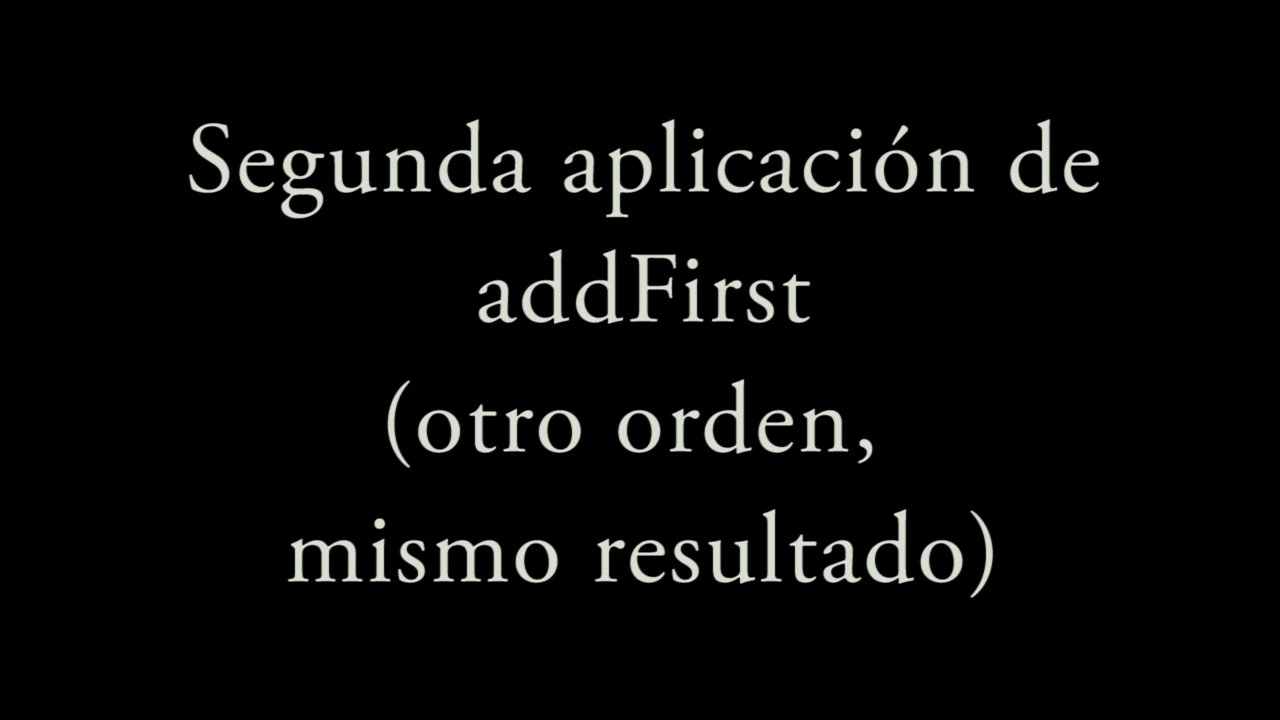 Segunda aplicación de
addFirst
(otro orden,
mismo resultado)